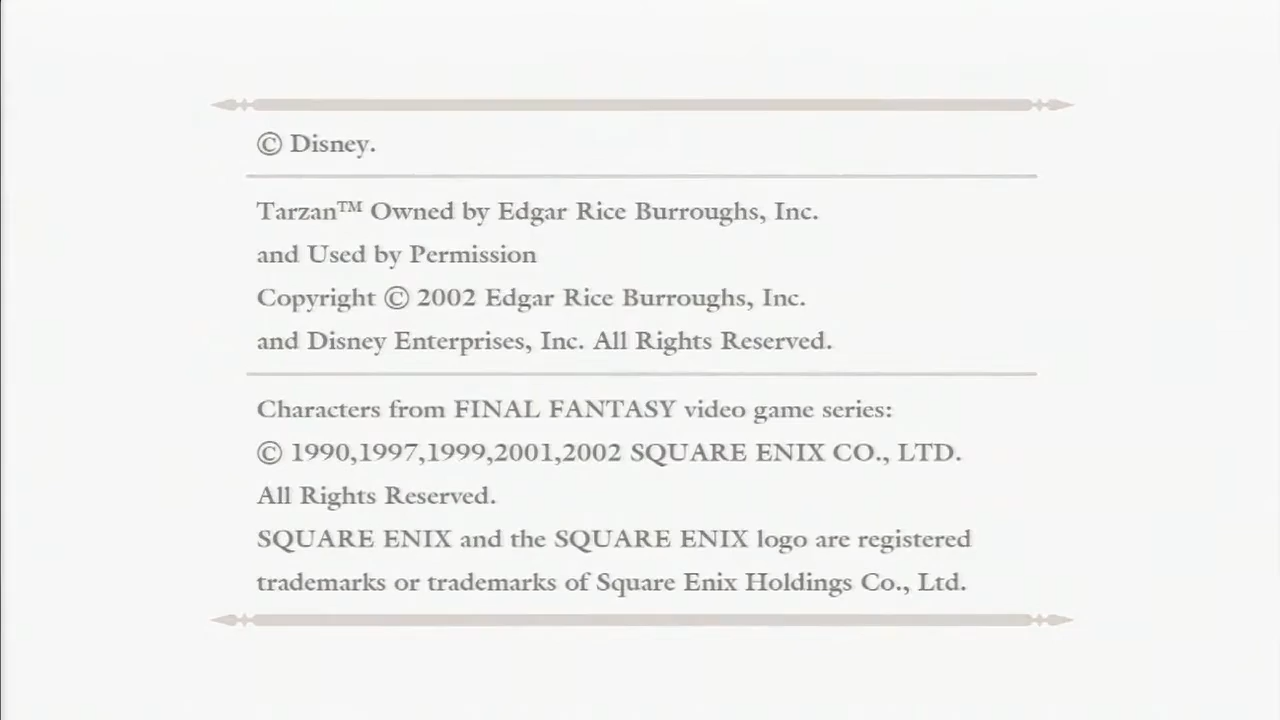 © Disney.
Tarzan™ Owned by Edgar Rice Burroughs, Inc.
and Used by Permission
Copyright © 2002 Edgar Rice Burroughs, Inc.
and Disney Enterprises, Inc. All Rights Reserved.
Characters from FINAL FANTASY video game series:
© 1990,1997,1999,2001,2002 SQUARE ENIX CO., LTD.
All Rights Reserved.
SQUARE ENIX and the SQUARE ENIX logo are registered
trademarks or trademarks of Square Enix Holdings Co., Ltd.